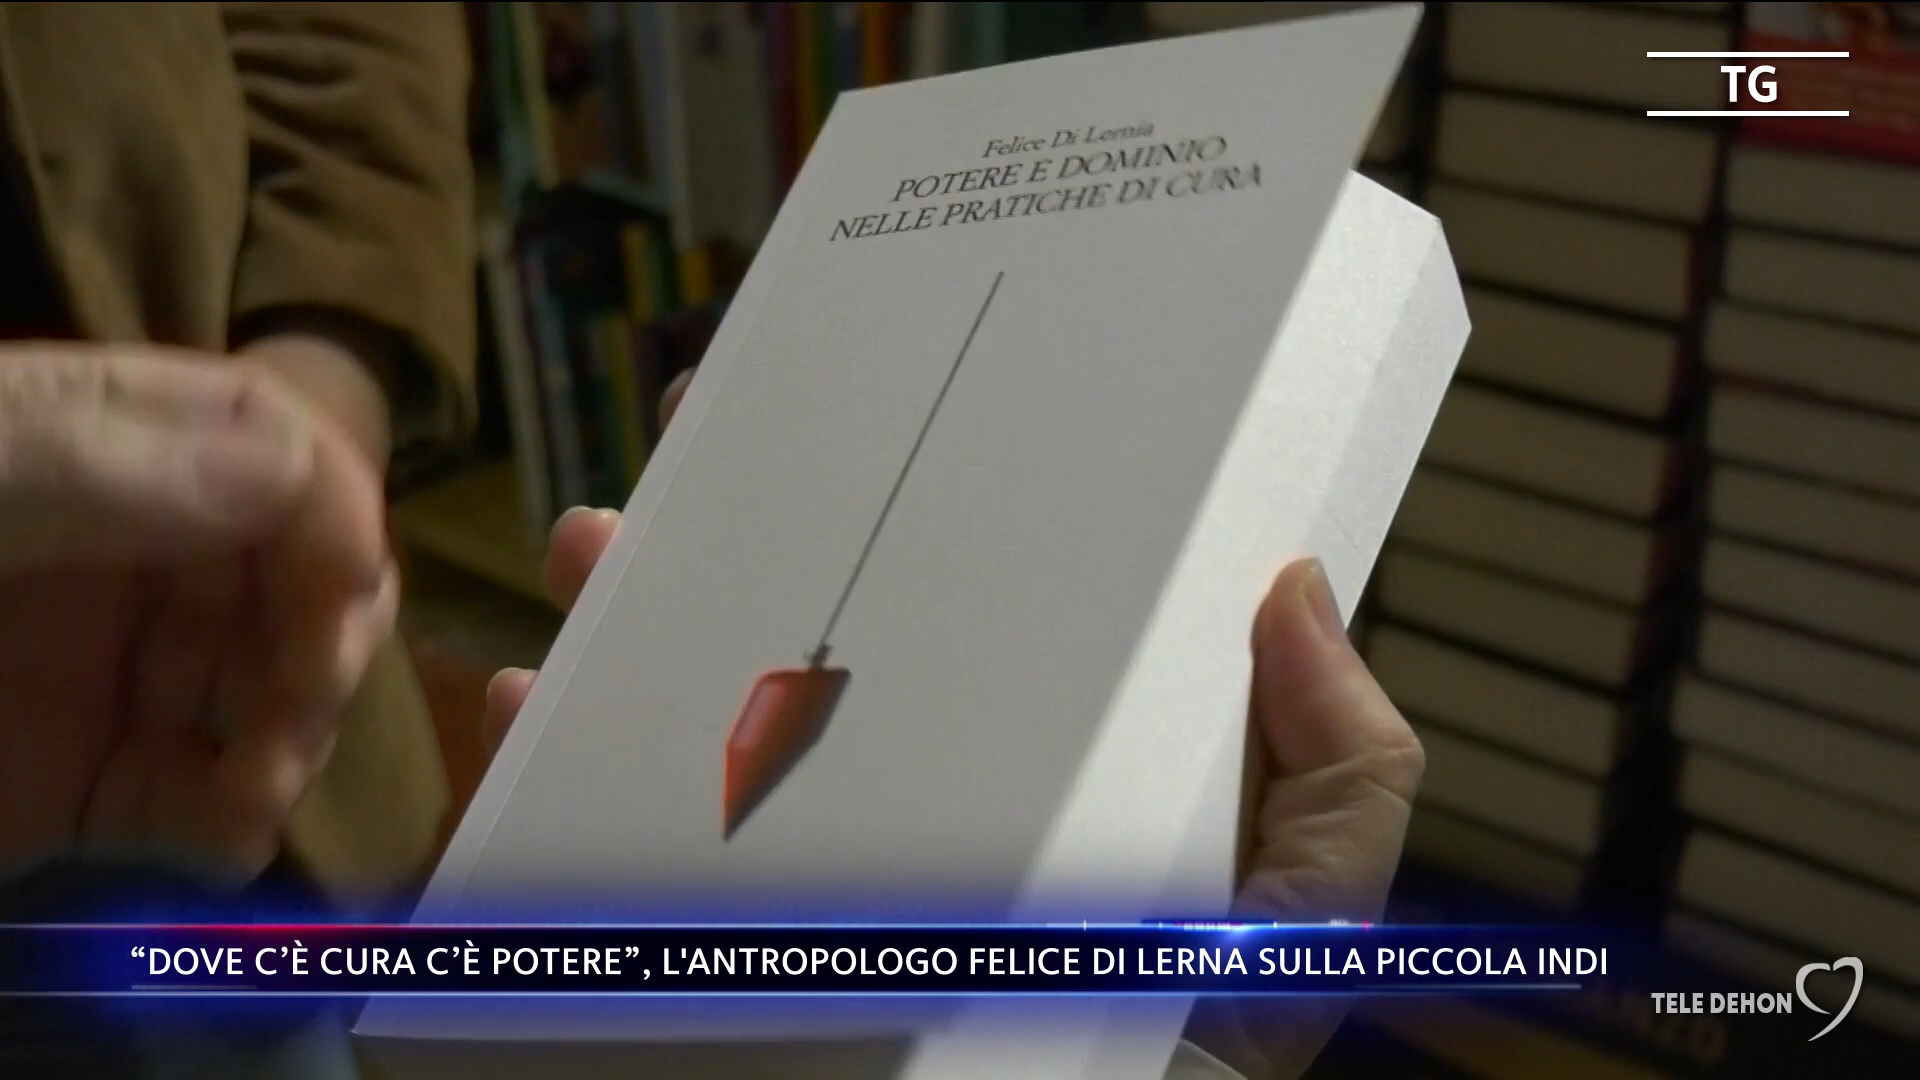 TG
Felice Di Lernia
POTERE E DOMINIO
NELLE PRATICHE DI CURA
“DOVE C’È CURA C’È POTERE”, L'ANTROPOLOGO FELICE DI LERNA SULLA PICCOLA INDI
TELE DEHON